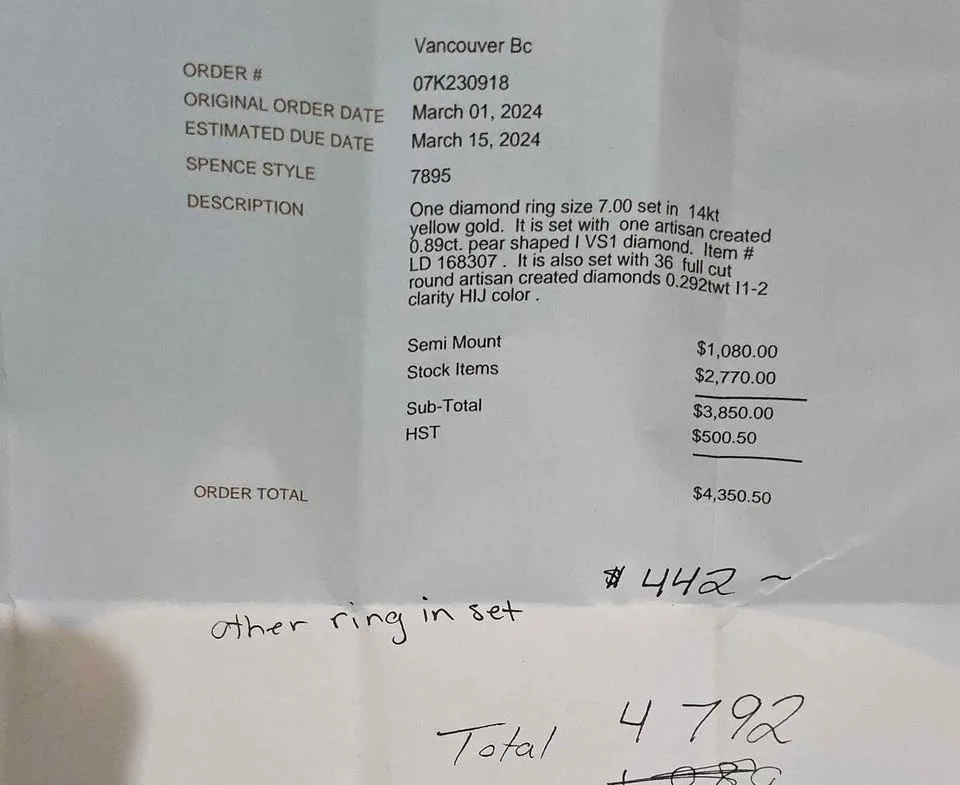 Vancouver Bc
ORDER # 07K230918
ORIGINAL ORDER DATE March 01, 2024
ESTIMATED DUE DATE March 15, 2024
SPENCE STYLE 7895
DESCRIPTION One diamond ring size 7.00 set in 14kt
yellow gold. It is set with one artisan created
0.89ct. pear shaped I VS1 diamond. Item #
LD 168307 . It is also set with 36 full cut
round artisan created diamonds 0.292twt I1-2
clarity HIJ color .
Semi Mount $1,080.00
Stock Items $2,770.00
Sub-Total $3,850.00
HST $500.50
ORDER TOTAL $4,350.50
$ 442 ~
other ring in set
Total 4 792